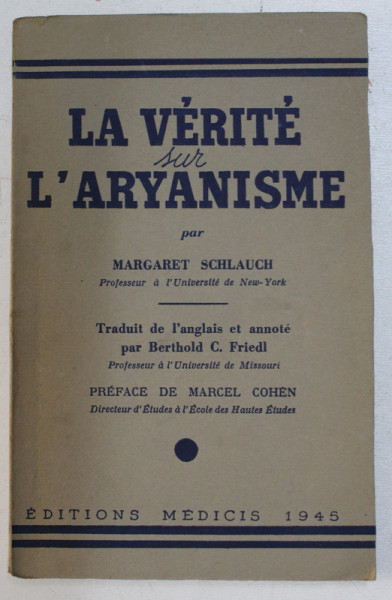 LA VÉRITÉ
sur
L'ARYANISME
par
MARGARET SCHLAUCH
Professeur à l'Université de New-York
Traduit de l'anglais et annoté
par Berthold C. Friedl
Professeur à l'Université de Missouri
PRÉFACE DE MARCEL COHEN
Directeur d'Études à l'École des Hautes Études
ÉDITIONS MÉDICIS 1945